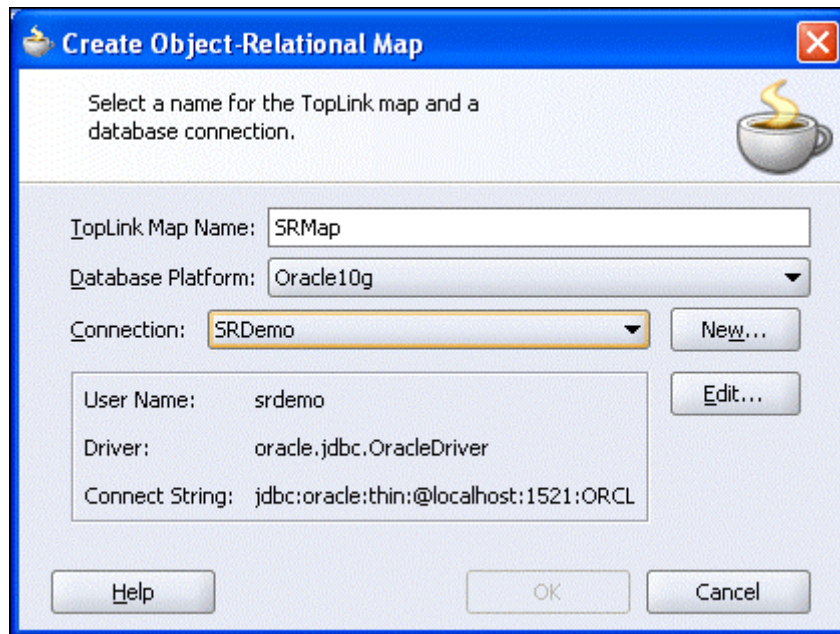 Create Object-Relational Map
Select a name for the TopLink map and a
database connection.
TopLink Map Name: SRMap
Database Platform: Oracle10g
Connection: SRDemo New...
User Name: srdemo Edit...
Driver: oracle.jdbc.OracleDriver
Connect String: jdbc:oracle:thin:@localhost:1521:ORCL
Help OK Cancel